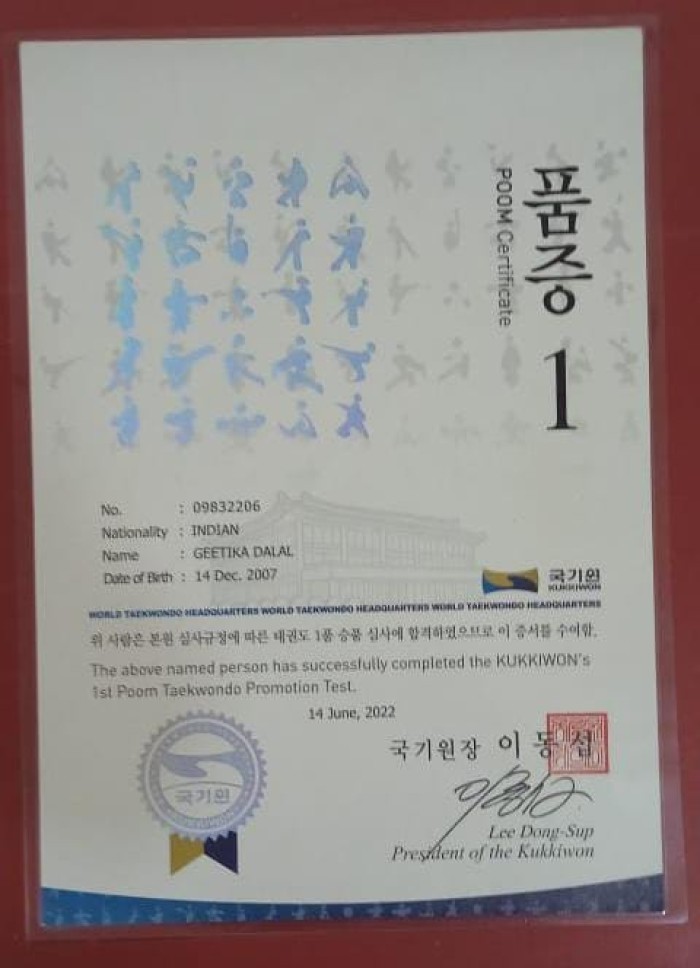 품증
POOM Certificate
1
No. : 09832206
Nationality : INDIAN
Name : GEETIKA DALAL
Date of Birth : 14 Dec. 2007
국기원
KUKKIWON
WORLD TAEKWONDO HEADQUARTERS WORLD TAEKWONDO HEADQUARTERS WORLD TAEKWONDO HEADQUARTERS
위 사람은 본원 심사규정에 따른 태권도 1품 승품 심사에 합격하였으므로 이 증서를 수여함.
The above named person has successfully completed the KUKKIWON's
1st Poom Taekwondo Promotion Test.
14 June, 2022
국기원장 이동섭
국기원
Lee Dong-Sup
President of the Kukkiwon